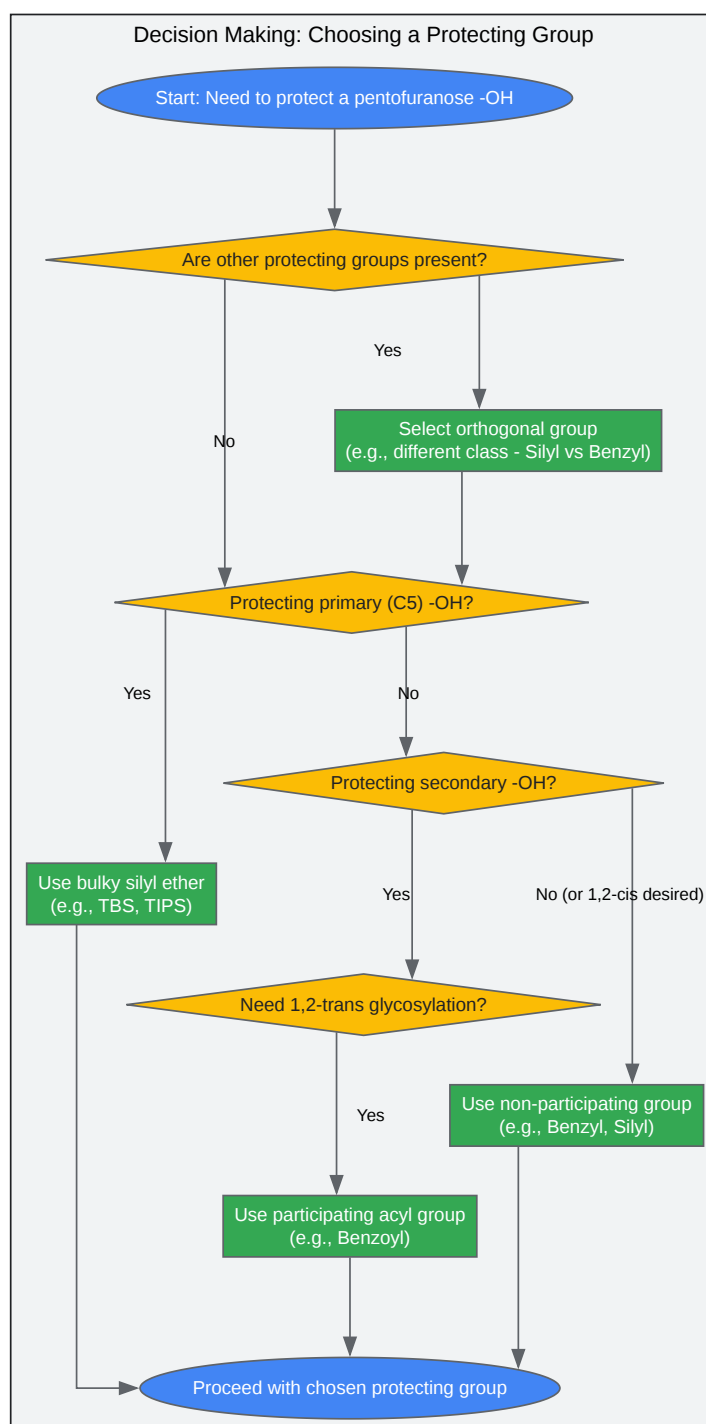 Decision Making: Choosing a Protecting Group
Start: Need to protect a pentofuranose -OH
Are other protecting groups present?
Yes
Select orthogonal group
(e.g., different class - Silyl vs Benzyl)
No
Protecting primary (C5) -OH?
Yes
No
Protecting secondary -OH?
Use bulky silyl ether
(e.g., TBS, TIPS)
Yes
No (or 1,2-cis desired)
Need 1,2-trans glycosylation?
Yes
Use non-participating group
(e.g., Benzyl, Silyl)
Use participating acyl group
(e.g., Benzoyl)
Proceed with chosen protecting group